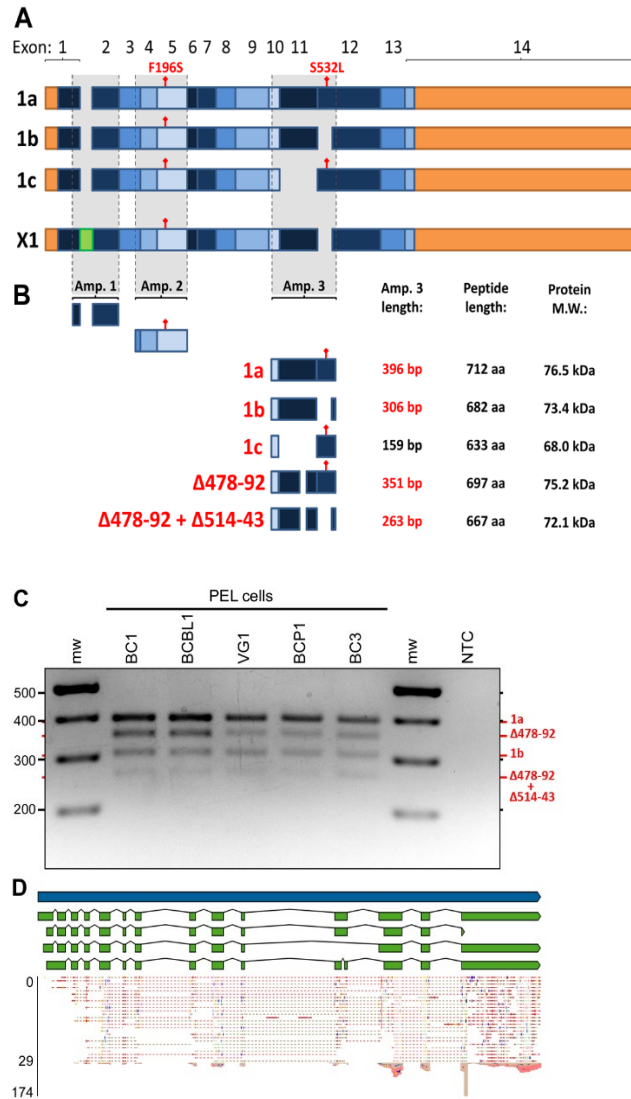 A
Exon: 1 2 3 4 5 6 7 8 9 10 11 12 13 14
F196S S532L
1a
1b
1c
X1
B
Amp. 1 Amp. 2 Amp. 3 Amp. 3 length: Peptide length: Protein M.W.:
1a 396 bp 712 aa 76.5 kDa
1b 306 bp 682 aa 73.4 kDa
1c 159 bp 633 aa 68.0 kDa
Δ478-92 351 bp 697 aa 75.2 kDa
Δ478-92 + Δ514-43 263 bp 667 aa 72.1 kDa
C
PEL cells
mw BC1 BCBL1 VG1 BCP1 BC3 mw NTC
500
400 1a
Δ478-92
300 1b
Δ478-92
+
Δ514-43
200
D
0
29
174